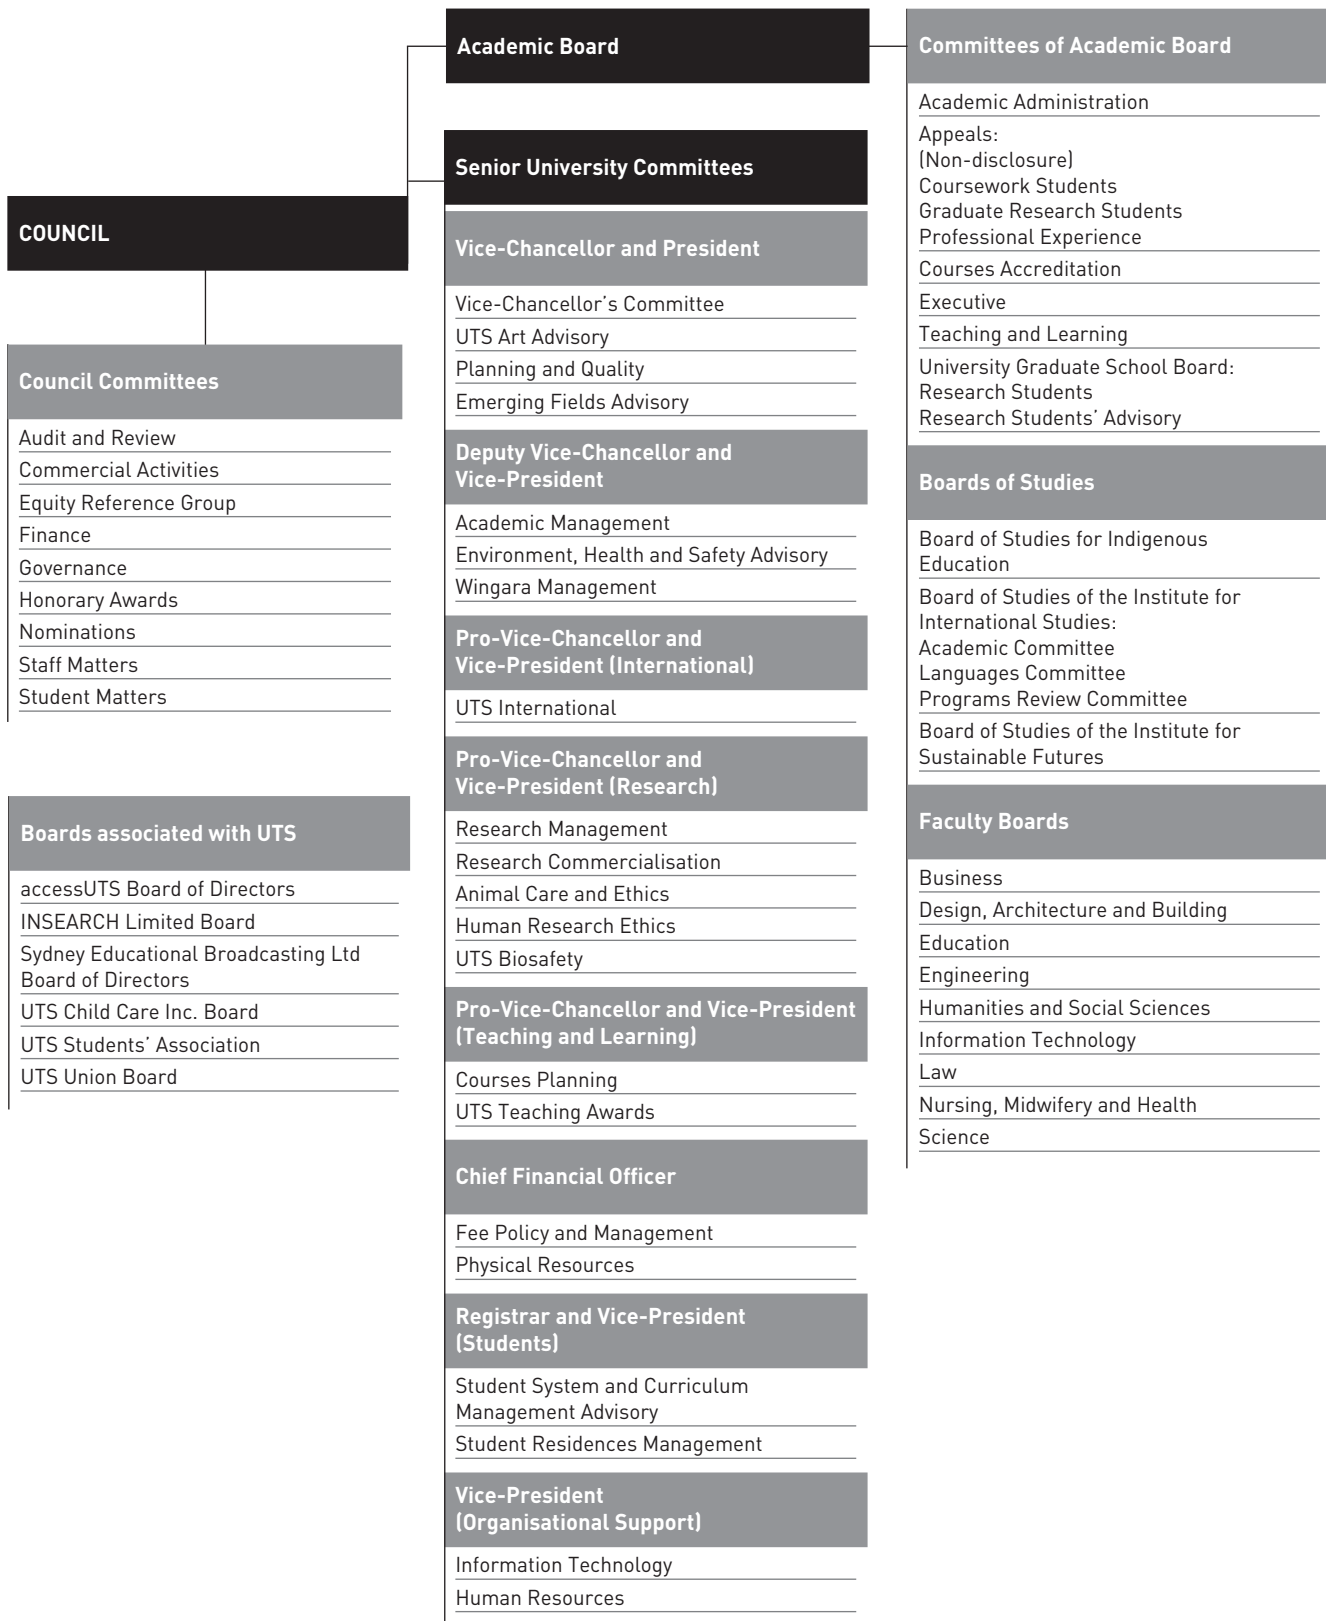 COUNCIL
Council Committees
Audit and Review
Commercial Activities
Equity Reference Group
Finance
Governance
Honorary Awards
Nominations
Staff Matters
Student Matters
Boards associated with UTS
accessUTS Board of Directors
INSEARCH Limited Board
Sydney Educational Broadcasting Ltd
Board of Directors
UTS Child Care Inc. Board
UTS Students’ Association
UTS Union Board
Academic Board
Senior University Committees
Vice-Chancellor and President
Vice-Chancellor’s Committee
UTS Art Advisory
Planning and Quality
Emerging Fields Advisory
Deputy Vice-Chancellor and
Vice-President
Academic Management
Environment, Health and Safety Advisory
Wingara Management
Pro-Vice-Chancellor and
Vice-President (International)
UTS International
Pro-Vice-Chancellor and
Vice-President (Research)
Research Management
Research Commercialisation
Animal Care and Ethics
Human Research Ethics
UTS Biosafety
Pro-Vice-Chancellor and Vice-President
(Teaching and Learning)
Courses Planning
UTS Teaching Awards
Chief Financial Officer
Fee Policy and Management
Physical Resources
Registrar and Vice-President
(Students)
Student System and Curriculum
Management Advisory
Student Residences Management
Vice-President
(Organisational Support)
Information Technology
Human Resources
Committees of Academic Board
Academic Administration
Appeals:
(Non-disclosure)
Coursework Students
Graduate Research Students
Professional Experience
Courses Accreditation
Executive
Teaching and Learning
University Graduate School Board:
Research Students
Research Students’ Advisory
Boards of Studies
Board of Studies for Indigenous
Education
Board of Studies of the Institute for
International Studies:
Academic Committee
Languages Committee
Programs Review Committee
Board of Studies of the Institute for
Sustainable Futures
Faculty Boards
Business
Design, Architecture and Building
Education
Engineering
Humanities and Social Sciences
Information Technology
Law
Nursing, Midwifery and Health
Science